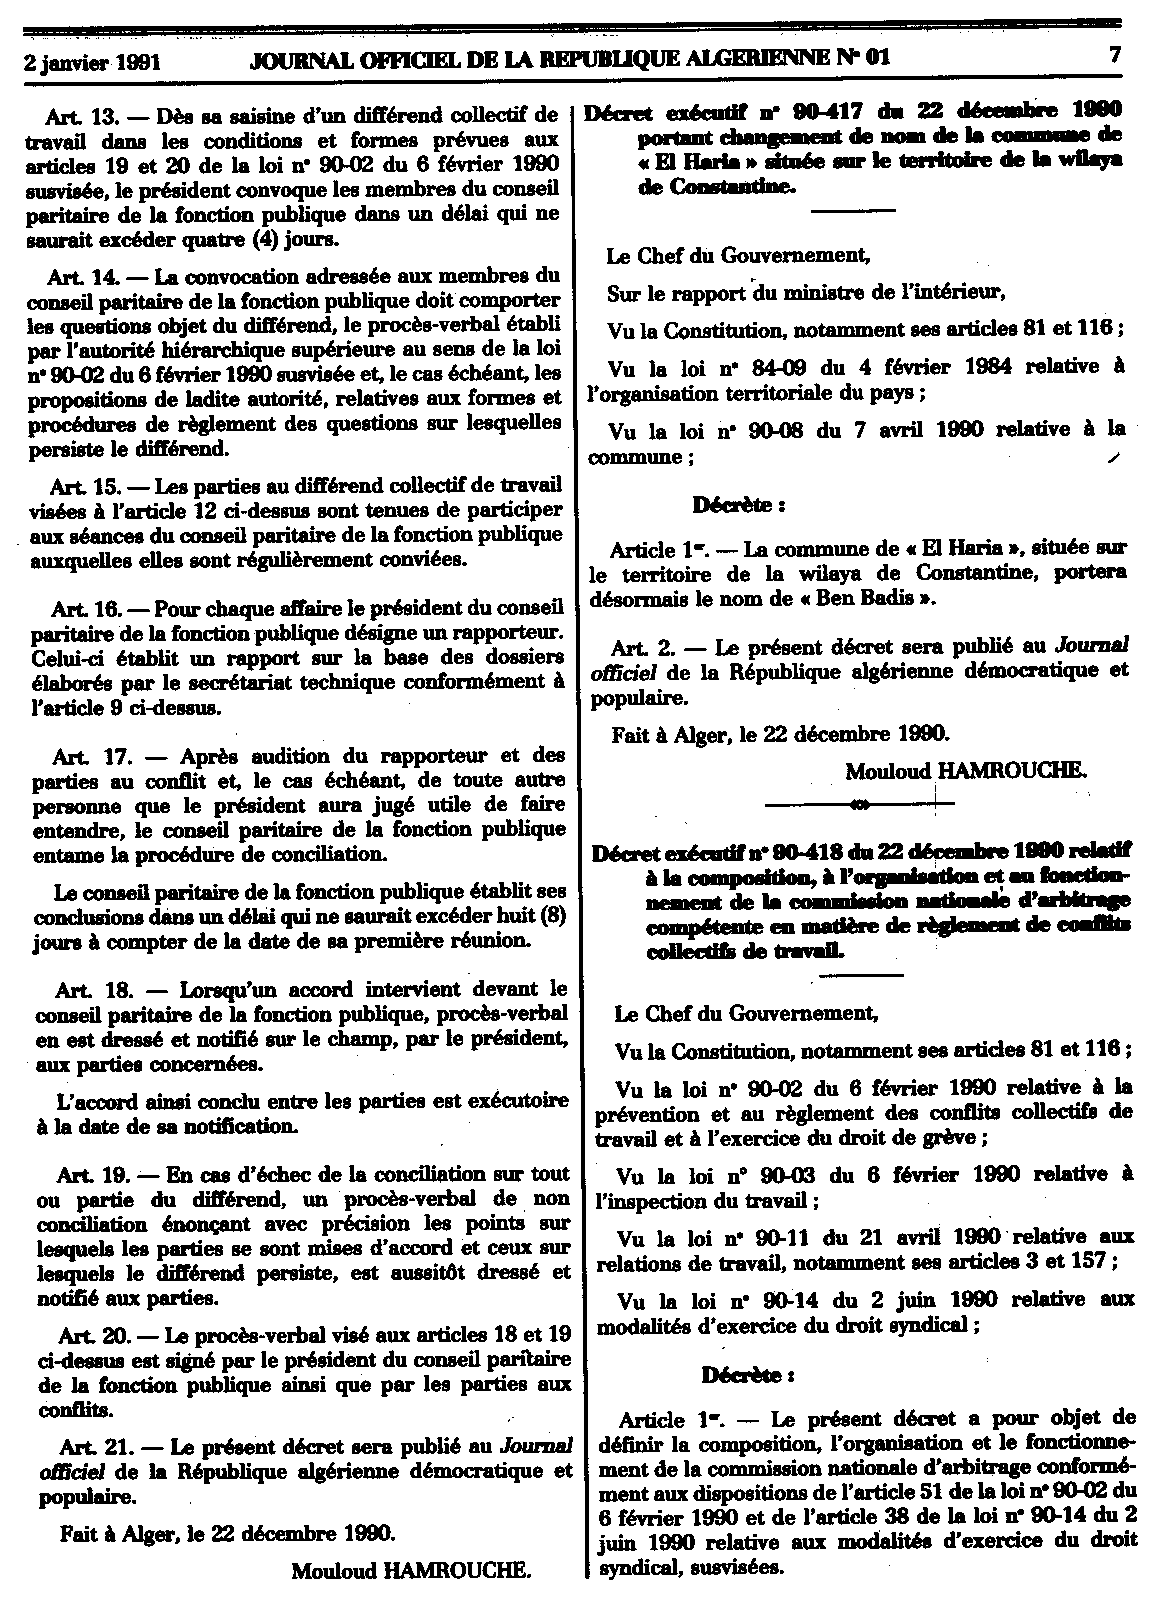 2 janvier 1991 JOURNAL OFFICIEL DE LA REPUBLIQUE ALGERIENNE N° 01 7
Art. 13. — Dès sa saisine d'un différend collectif de
travail dans les conditions et formes prévues aux
articles 19 et 20 de la loi n° 90-02 du 6 février 1990
susvisée, le président convoque les membres du conseil
paritaire de la fonction publique dans un délai qui ne
saurait excéder quatre (4) jours.
Art. 14. — La convocation adressée aux membres du
conseil paritaire de la fonction publique doit comporter
les questions objet du différend, le procès-verbal établi
par l'autorité hiérarchique supérieure au sens de la loi
n° 90-02 du 6 février 1990 susvisée et, le cas échéant, les
propositions de ladite autorité, relatives aux formes et
procédures de règlement des questions sur lesquelles
persiste le différend.
Art. 15. — Les parties au différend collectif de travail
visées à l'article 12 ci-dessus sont tenues de participer
aux séances du conseil paritaire de la fonction publique
auxquelles elles sont régulièrement conviées.
Art. 16. — Pour chaque affaire le président du conseil
paritaire de la fonction publique désigne un rapporteur.
Celui-ci établit un rapport sur la base des dossiers
élaborés par le secrétariat technique conformément à
l'article 9 ci-dessus.
Art. 17. — Après audition du rapporteur et des
parties au conflit et, le cas échéant, de toute autre
personne que le président aura jugé utile de faire
entendre, le conseil paritaire de la fonction publique
entame la procédure de conciliation.
Le conseil paritaire de la fonction publique établit ses
conclusions dans un délai qui ne saurait excéder huit (8)
jours à compter de la date de sa première réunion.
Art. 18. — Lorsqu'un accord intervient devant le
conseil paritaire de la fonction publique, procès-verbal
en est dressé et notifié sur le champ, par le président,
aux parties concernées.
L'accord ainsi conclu entre les parties est exécutoire
à la date de sa notification.
Art. 19. — En cas d'échec de la conciliation sur tout
ou partie du différend, un procès-verbal de non
conciliation énonçant avec précision les points sur
lesquels les parties se sont mises d'accord et ceux sur
lesquels le différend persiste, est aussitôt dressé et
notifié aux parties.
Art. 20. — Le procès-verbal visé aux articles 18 et 19
ci-dessus est signé par le président du conseil paritaire
de la fonction publique ainsi que par les parties aux
conflits.
Art. 21. — Le présent décret sera publié au Journal
officiel de la République algérienne démocratique et
populaire.
Fait à Alger, le 22 décembre 1990.
Mouloud HAMROUCHE.
Décret exécutif n° 90-417 du 22 décembre 1990
portant changement de nom de la commune de
« El Haria » située sur le territoire de la wilaya
de Constantine.
Le Chef du Gouvernement,
Sur le rapport du ministre de l'intérieur,
Vu la Constitution, notamment ses articles 81 et 116 ;
Vu la loi n° 84-09 du 4 février 1984 relative à
l'organisation territoriale du pays ;
Vu la loi n° 90-08 du 7 avril 1990 relative à la
commune ;
Décrète :
Article 1er. — La commune de « El Haria », située sur
le territoire de la wilaya de Constantine, portera
désormais le nom de « Ben Badis ».
Art. 2. — Le présent décret sera publié au Journal
officiel de la République algérienne démocratique et
populaire.
Fait à Alger, le 22 décembre 1990.
Mouloud HAMROUCHE.
Décret exécutif n° 90-418 du 22 décembre 1990 relatif
à la composition, à l'organisation et au fonction-
nement de la commission nationale d'arbitrage
compétente en matière de règlement de conflits
collectifs de travail.
Le Chef du Gouvernement,
Vu la Constitution, notamment ses articles 81 et 116 ;
Vu la loi n° 90-02 du 6 février 1990 relative à la
prévention et au règlement des conflits collectifs de
travail et à l'exercice du droit de grève ;
Vu la loi n° 90-03 du 6 février 1990 relative à
l'inspection du travail ;
Vu la loi n° 90-11 du 21 avril 1990 relative aux
relations de travail, notamment ses articles 3 et 157 ;
Vu la loi n° 90-14 du 2 juin 1990 relative aux
modalités d'exercice du droit syndical ;
Décrète :
Article 1er. — Le présent décret a pour objet de
définir la composition, l'organisation et le fonctionne-
ment de la commission nationale d'arbitrage conformé-
ment aux dispositions de l'article 51 de la loi n° 90-02 du
6 février 1990 et de l'article 38 de la loi n° 90-14 du 2
juin 1990 relative aux modalités d'exercice du droit
syndical, susvisées.